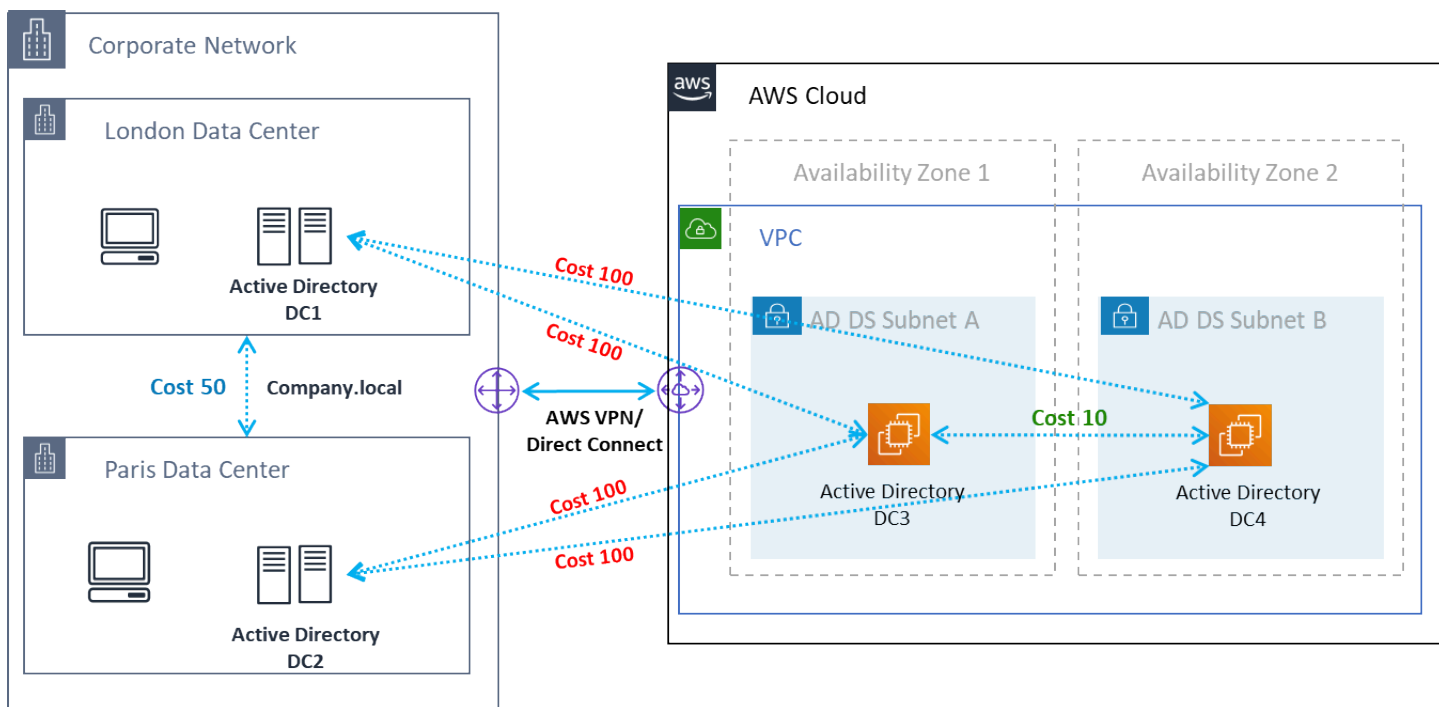 Corporate Network
London Data Center
Active Directory
DC1
Cost 50
Company.local
Paris Data Center
Active Directory
DC2
AWS VPN/
Direct Connect
Cost 100
Cost 100
Cost 100
Cost 100
aws
AWS Cloud
Availability Zone 1
Availability Zone 2
VPC
AD DS Subnet A
AD DS Subnet B
Cost 10
Active Directory
DC3
Active Directory
DC4